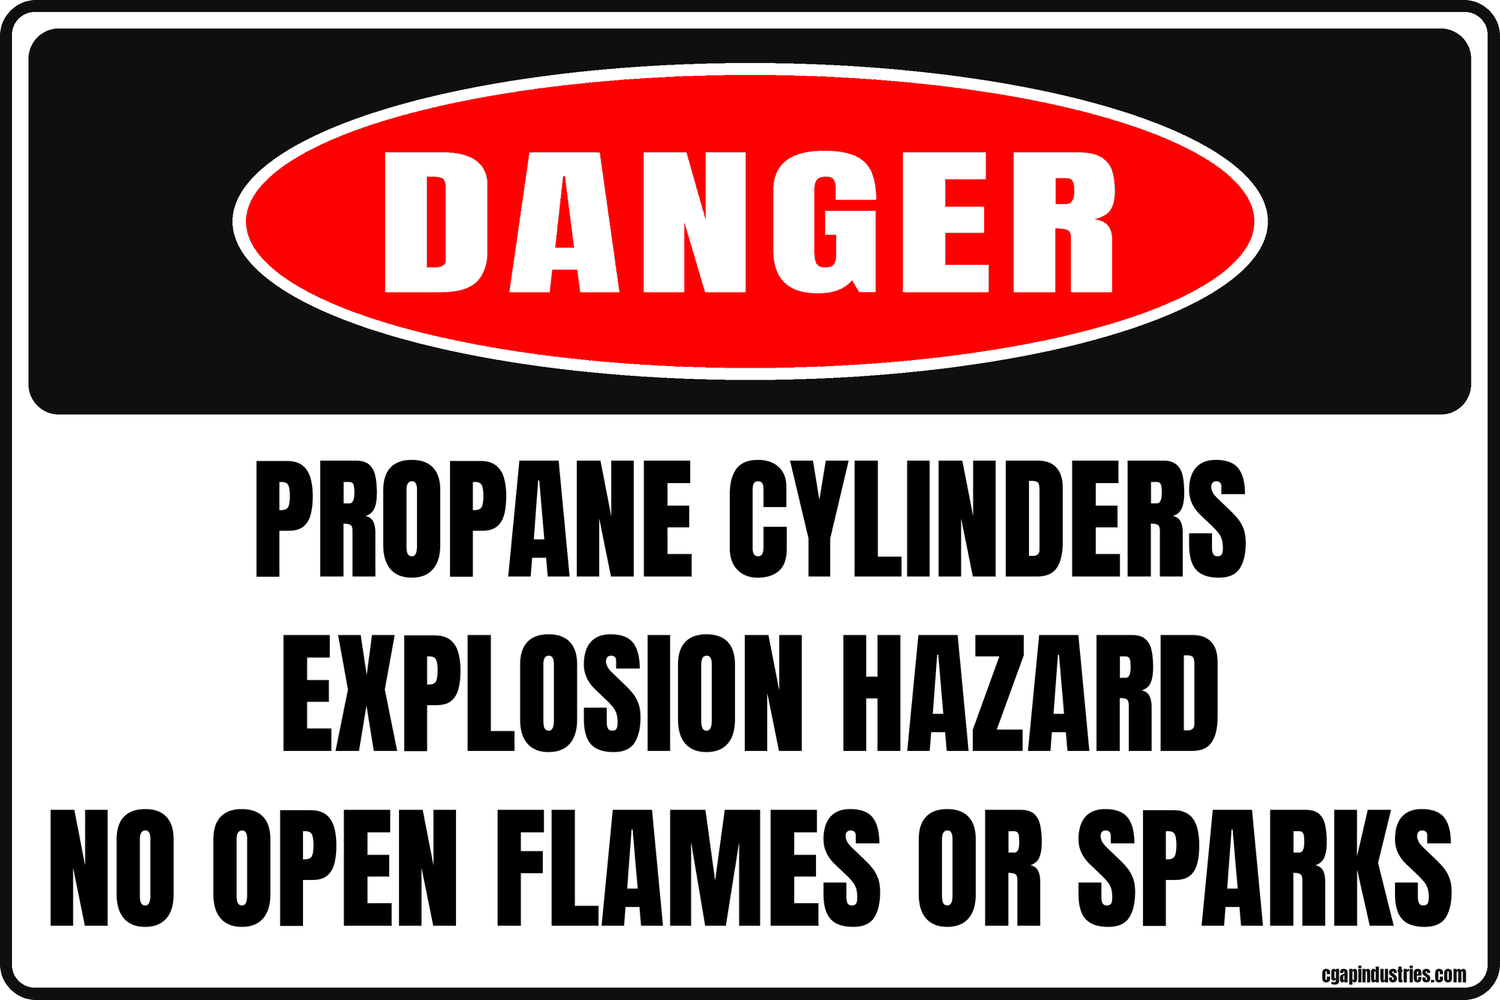 DANGER
PROPANE CYLINDERS
EXPLOSION HAZARD
NO OPEN FLAMES OR SPARKS
cgapindustries.com